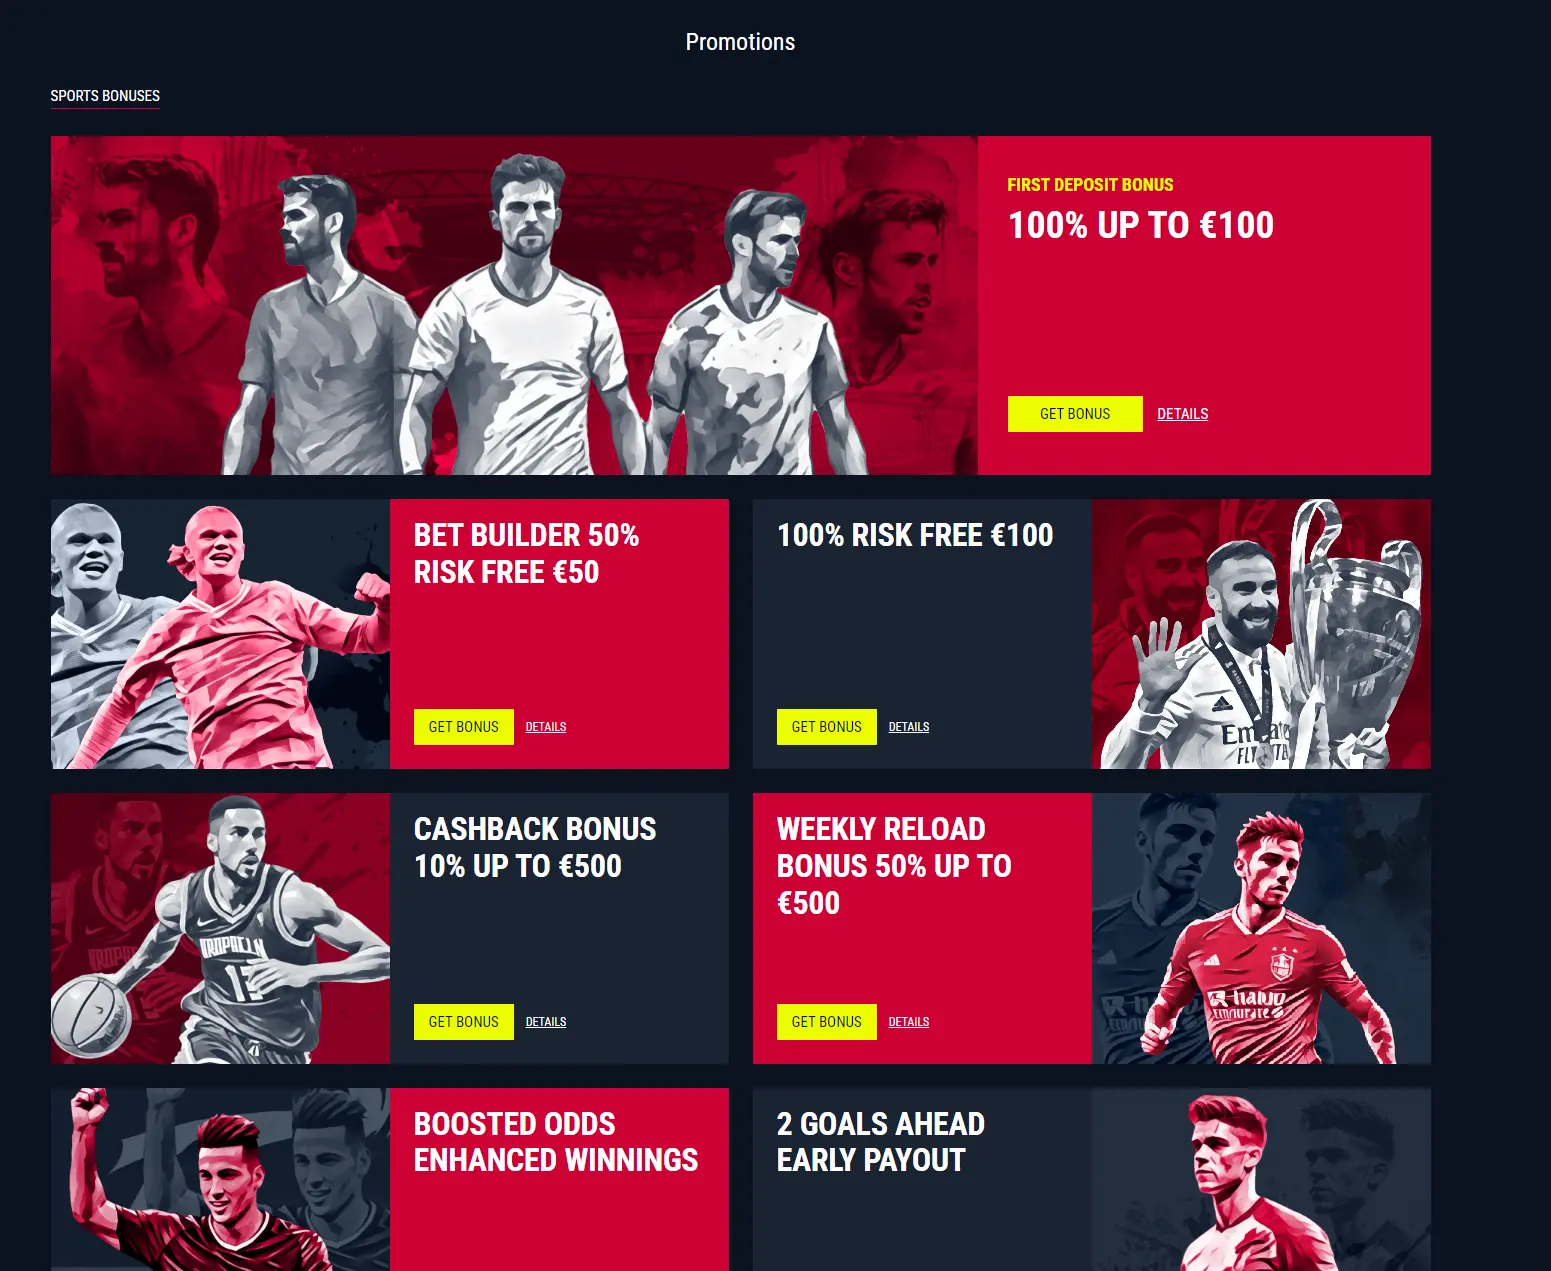 Promotions
SPORTS BONUSES
FIRST DEPOSIT BONUS
100% UP TO €100
GET BONUS
DETAILS
BET BUILDER 50%
RISK FREE €50
GET BONUS
DETAILS
100% RISK FREE €100
GET BONUS
DETAILS
CASHBACK BONUS
10% UP TO €500
GET BONUS
DETAILS
WEEKLY RELOAD
BONUS 50% UP TO
€500
GET BONUS
DETAILS
BOOSTED ODDS
ENHANCED WINNINGS
2 GOALS AHEAD
EARLY PAYOUT